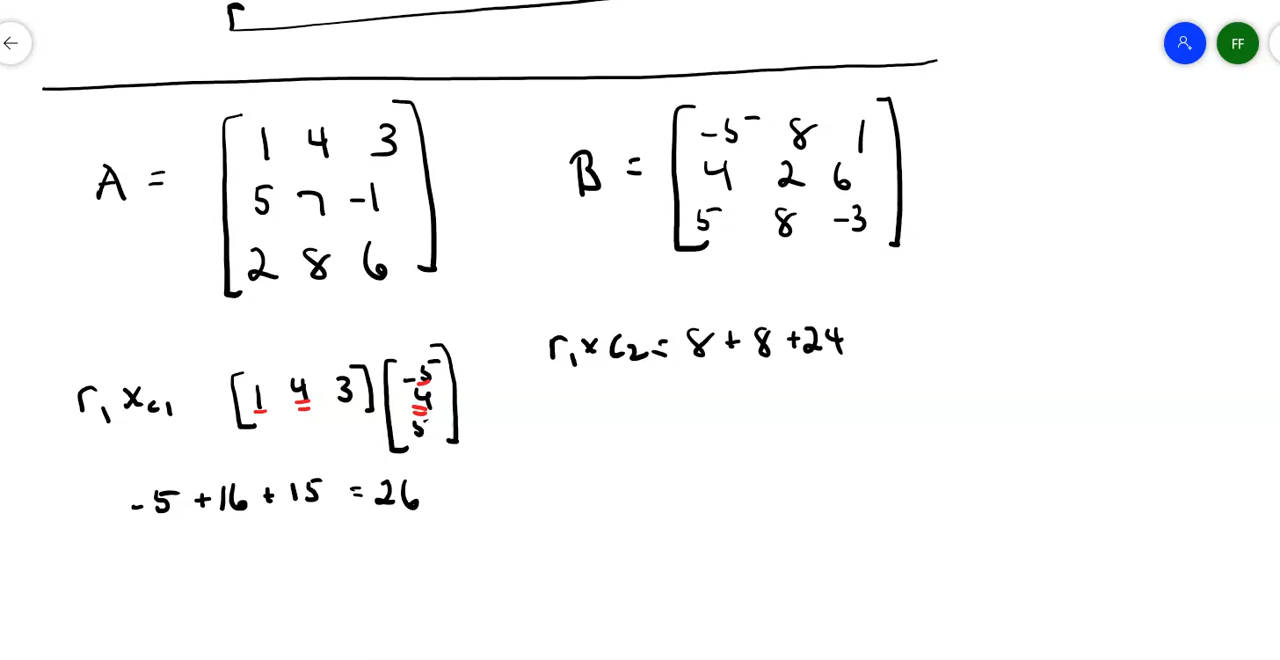 FF
A = [1 4 3
5 7 -1
2 8 6]
B = [-5 8 1
4 2 6
5 8 -3]
r₁ x c₁ [1 4 3] [-5
4
5]
-5 + 16 + 15 = 26
r₁ x c₂ = 8 + 8 + 24